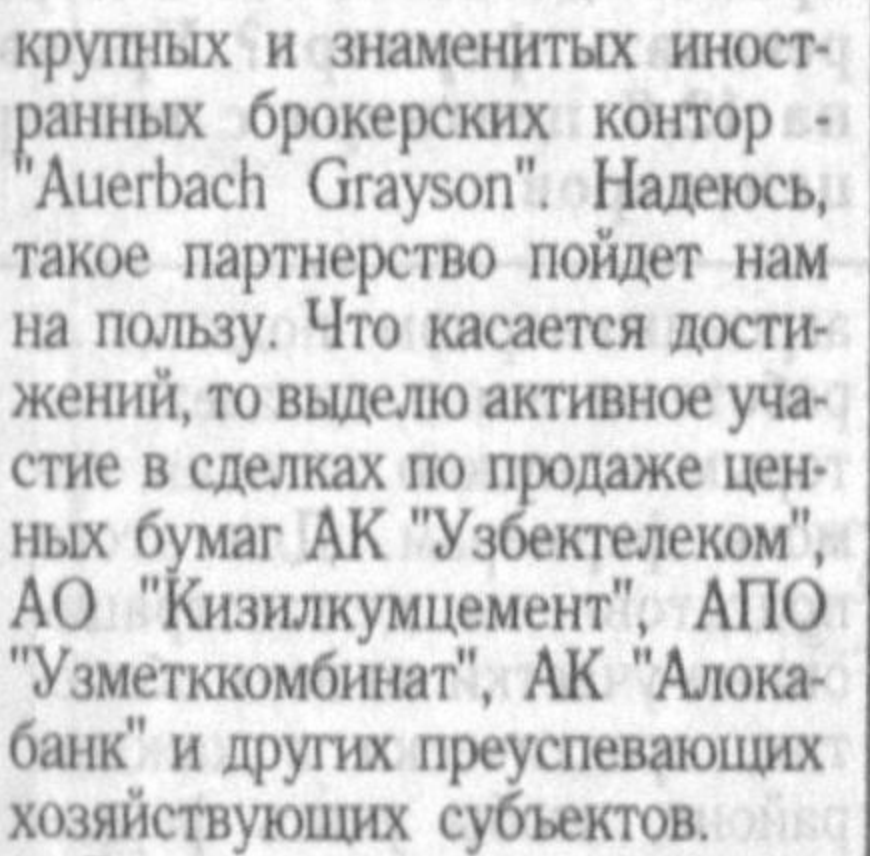 крупных и знаменитых иност-
ранных брокерских контор -
"Auerbach Grayson". Надеюсь,
такое партнерство пойдет нам
на пользу. Что касается дости-
жений, то выделю активное уча-
стие в сделках по продаже цен-
ных бумаг АК "Узбектелеком",
АО "Кизилкумцемент", АПО
"Узметккомбинат", АК "Алока-
банк" и других преуспевающих
хозяйствующих субъектов.